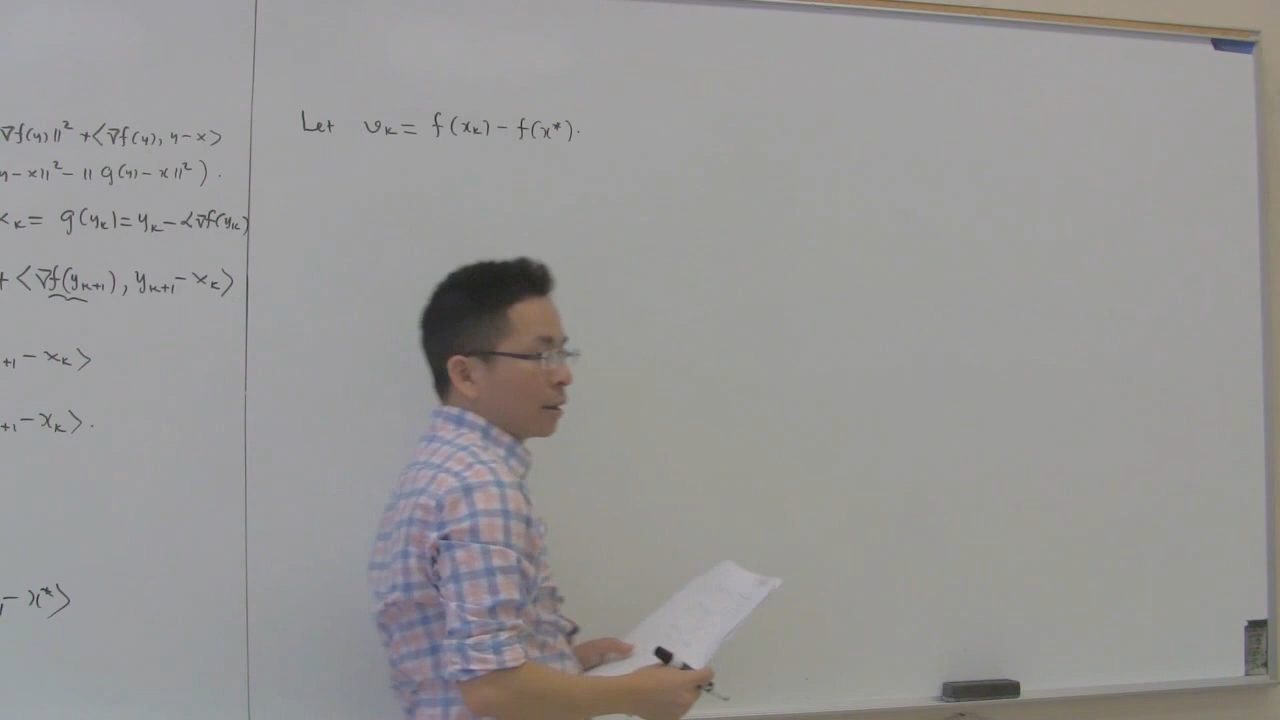 ∇f(y)||² + ⟨∇f(y), y-x⟩
y-x||² - ||g(y)-x||²).
x_k = g(y_k) = y_k - α∇f(y_k)
+ ⟨∇f(y_{k+1}), y_{k+1} - x_k⟩
+1 - x_k⟩
+1 - x_k⟩.
- x*⟩
Let v_k = f(x_k) - f(x*).